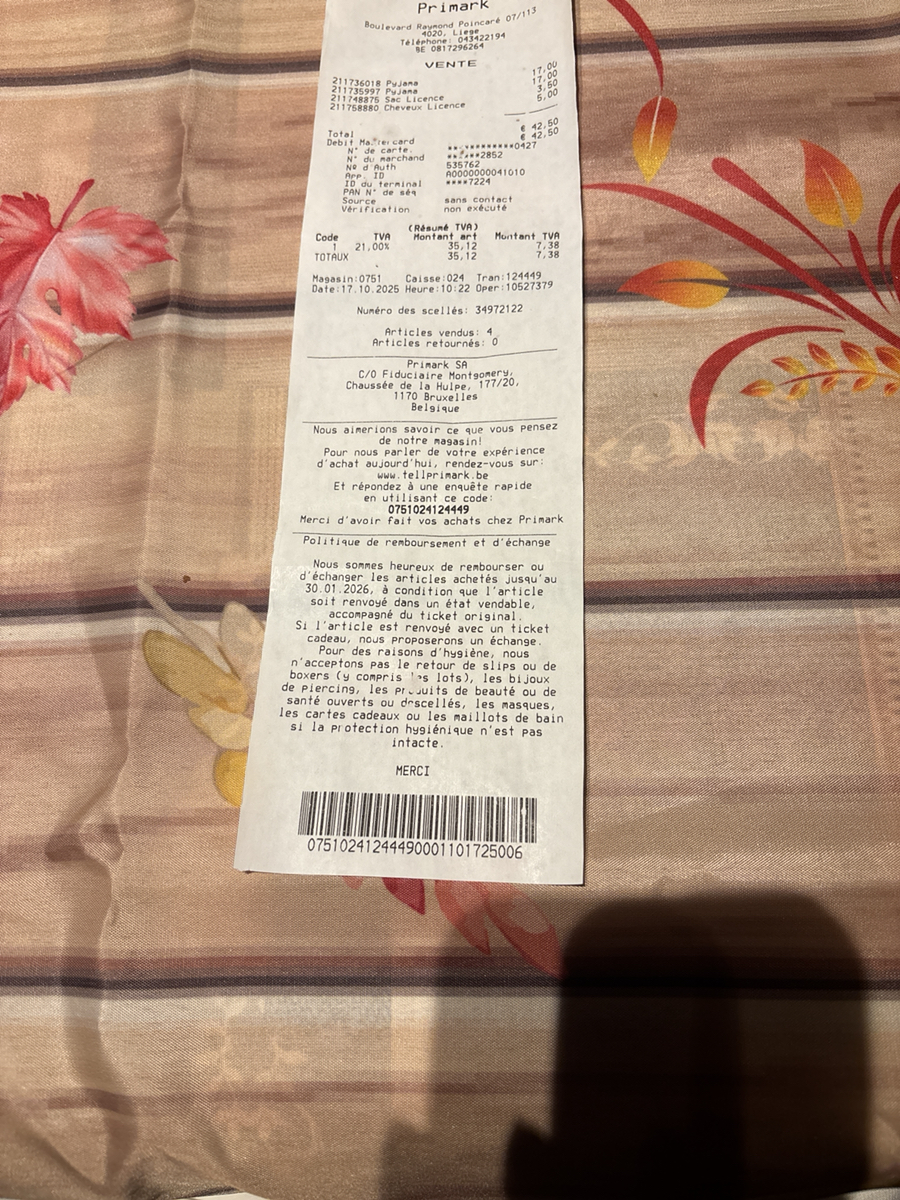 Primark
Boulevard Raymond Poincaré 07/113
4020, Liege
Téléphone: 043422194
BE 0817296264
VENTE
211736018 Pyjama 17,00
211735997 Pyjama 17,00
211748875 Sac Licence 3,50
211758880 Cheveux Licence 5,00
Total € 42,50
Debit Mastercard € 42,50
N° de carte. ************0427
N° du marchand ******2852
Nº d'Auth 535762
App. ID A0000000041010
ID du terminal ****7224
PAN N° de séq
Source sans contact
Vérification non exécuté
(Résumé TVA)
Code TVA Montant art Montant TVA
1 21,00% 35,12 7,38
TOTAUX 35,12 7,38
Magasin:0751 Caisse:024 Tran:124449
Date:17.10.2025 Heure:10:22 Oper:10527379
Numéro des scellés: 34972122
Articles vendus: 4
Articles retournés: 0
Primark SA
C/O Fiduciaire Montgomery,
Chaussée de la Hulpe, 177/20,
1170 Bruxelles
Belgique
Nous aimerions savoir ce que vous pensez
de notre magasin!
Pour nous parler de votre expérience
d'achat aujourd'hui, rendez-vous sur:
www.tellprimark.be
Et répondez à une enquête rapide
en utilisant ce code:
0751024124449
Merci d'avoir fait vos achats chez Primark
Politique de remboursement et d'échange
Nous sommes heureux de rembourser ou
d'échanger les articles achetés jusqu'au
30.01.2026, à condition que l'article
soit renvoyé dans un état vendable,
accompagné du ticket original.
Si l'article est renvoyé avec un ticket
cadeau, nous proposerons un échange.
Pour des raisons d'hygiène, nous
n'acceptons pas le retour de slips ou de
boxers (y compris les lots), les bijoux
de piercing, les produits de beauté ou de
santé ouverts ou descellés, les masques,
les cartes cadeaux ou les maillots de bain
si la protection hygiénique n'est pas
intacte.
MERCI
0751024124490001101725006